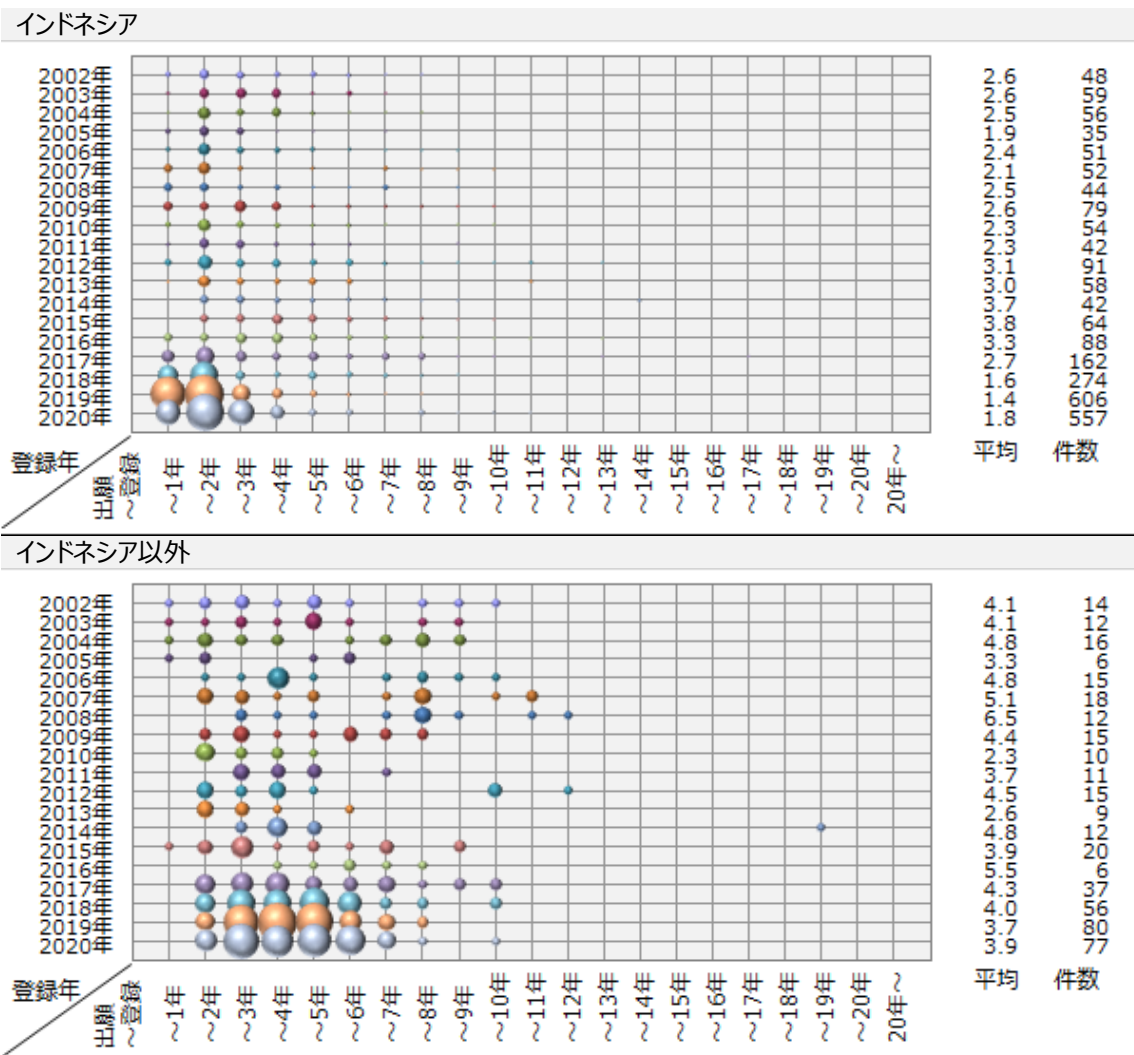 インドネシア
2002年 2.6 48
2003年 2.6 59
2004年 2.5 56
2005年 1.9 35
2006年 2.4 51
2007年 2.1 52
2008年 2.5 44
2009年 2.6 79
2010年 2.3 54
2011年 2.3 42
2012年 3.1 91
2013年 3.0 58
2014年 3.7 42
2015年 3.8 64
2016年 3.3 88
2017年 2.7 162
2018年 1.6 274
2019年 1.4 606
2020年 1.8 557
登録年 出願～登録 ～1年 ～2年 ～3年 ～4年 ～5年 ～6年 ～7年 ～8年 ～9年 ～10年 ～11年 ～12年 ～13年 ～14年 ～15年 ～16年 ～17年 ～18年 ～19年 ～20年 20年～ 平均 件数
インドネシア以外
2002年 4.1 14
2003年 4.1 12
2004年 4.8 16
2005年 3.3 6
2006年 4.8 15
2007年 5.1 18
2008年 6.5 12
2009年 4.4 15
2010年 2.3 10
2011年 3.7 11
2012年 4.5 15
2013年 2.6 9
2014年 4.8 12
2015年 3.9 20
2016年 5.5 6
2017年 4.3 37
2018年 4.0 56
2019年 3.7 80
2020年 3.9 77
登録年 出願～登録 ～1年 ～2年 ～3年 ～4年 ～5年 ～6年 ～7年 ～8年 ～9年 ～10年 ～11年 ～12年 ～13年 ～14年 ～15年 ～16年 ～17年 ～18年 ～19年 ～20年 20年～ 平均 件数